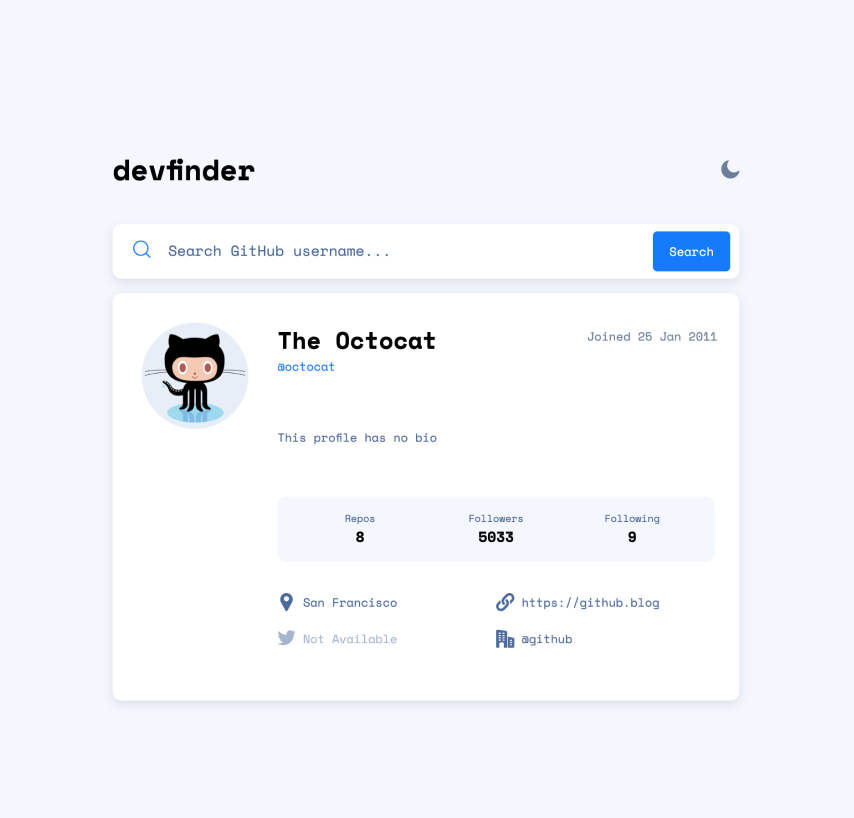 devfinder
Search GitHub username...
Search
The Octocat
Joined 25 Jan 2011
@octocat
This profile has no bio
Repos
Followers
Following
8
5033
9
San Francisco
https://github.blog
Not Available
@github